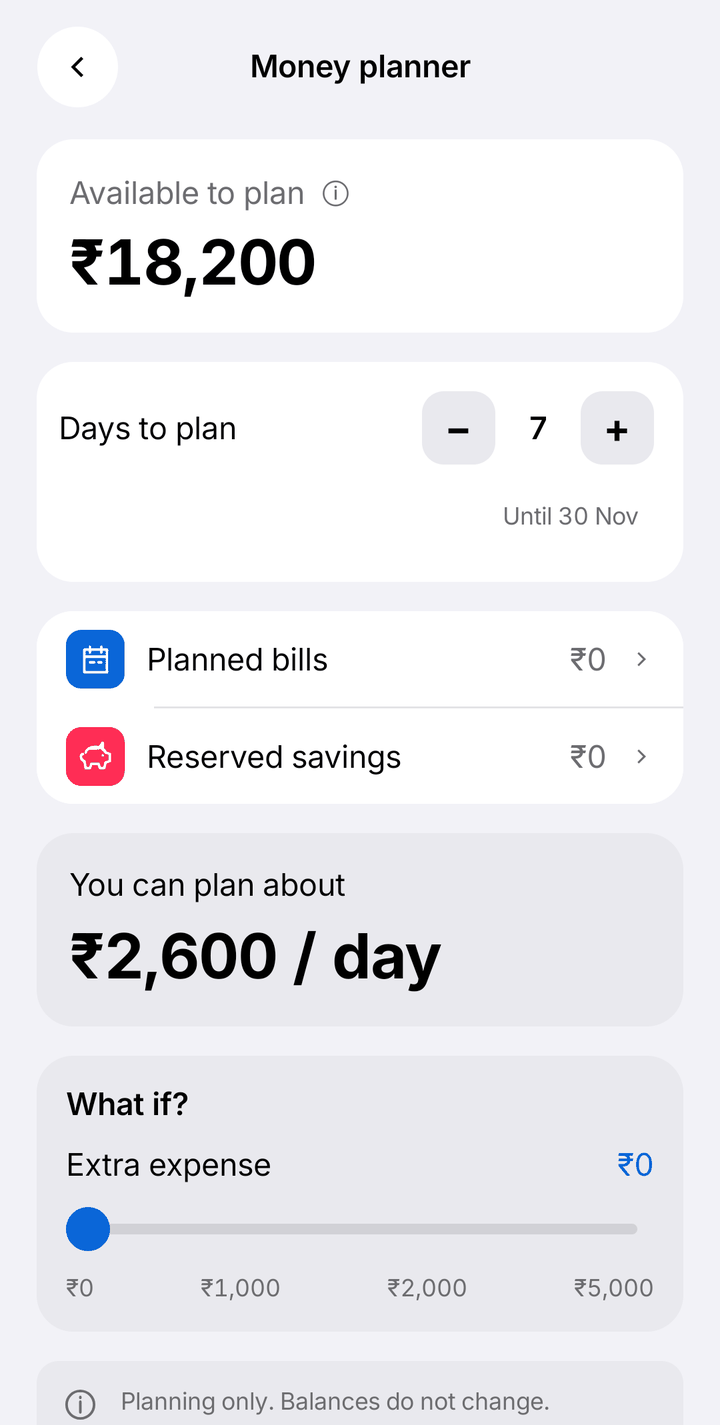 Money planner
Available to plan
₹18,200
Days to plan
− 7 +
Until 30 Nov
Planned bills ₹0
Reserved savings ₹0
You can plan about
₹2,600 / day
What if?
Extra expense ₹0
₹0 ₹1,000 ₹2,000 ₹5,000
Planning only. Balances do not change.